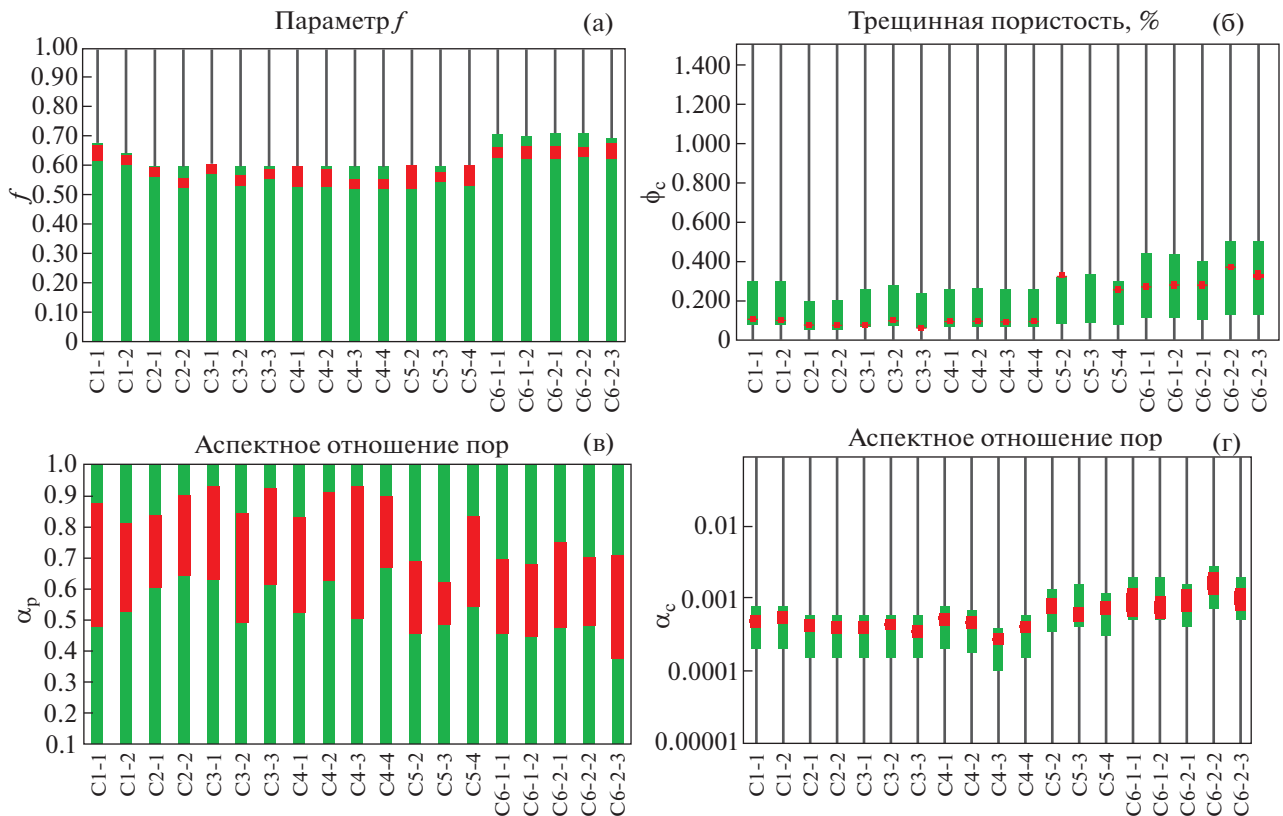 Параметр f
(а)
1.00
0.90
0.80
0.70
0.60
0.50
0.40
0.30
0.20
0.10
0
f
C1-1
C1-2
C2-1
C2-2
C3-1
C3-2
C3-3
C4-1
C4-2
C4-3
C4-4
C5-2
C5-3
C5-4
C6-1-1
C6-1-2
C6-2-1
C6-2-2
C6-2-3
Трещинная пористость, %
(б)
1.400
1.200
1.000
0.800
0.600
0.400
0.200
0
ϕc
C1-1
C1-2
C2-1
C2-2
C3-1
C3-2
C3-3
C4-1
C4-2
C4-3
C4-4
C5-2
C5-3
C5-4
C6-1-1
C6-1-2
C6-2-1
C6-2-2
C6-2-3
Аспектное отношение пор
(в)
1.0
0.9
0.8
0.7
0.6
0.5
0.4
0.3
0.2
0.1
αp
C1-1
C1-2
C2-1
C2-2
C3-1
C3-2
C3-3
C4-1
C4-2
C4-3
C4-4
C5-2
C5-3
C5-4
C6-1-1
C6-1-2
C6-2-1
C6-2-2
C6-2-3
Аспектное отношение пор
(г)
0.01
0.001
0.0001
0.00001
αc
C1-1
C1-2
C2-1
C2-2
C3-1
C3-2
C3-3
C4-1
C4-2
C4-3
C4-4
C5-2
C5-3
C5-4
C6-1-1
C6-1-2
C6-2-1
C6-2-2
C6-2-3